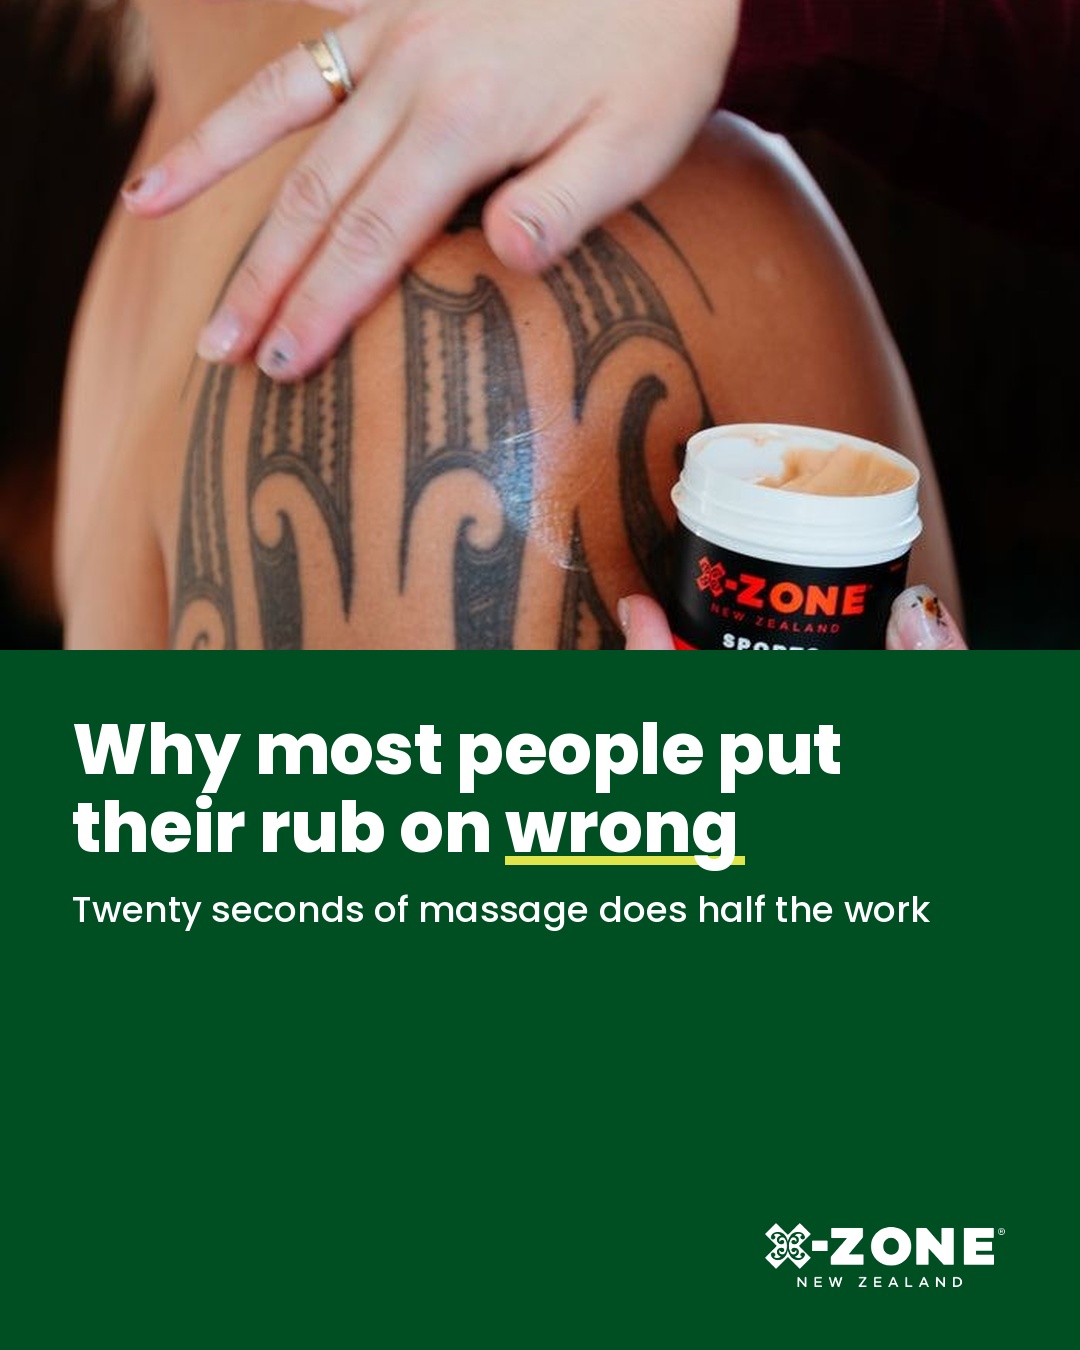 X-ZONE
NEW ZEALAND
SPORTS
Why most people put
their rub on wrong
Twenty seconds of massage does half the work
X-ZONE®
NEW ZEALAND